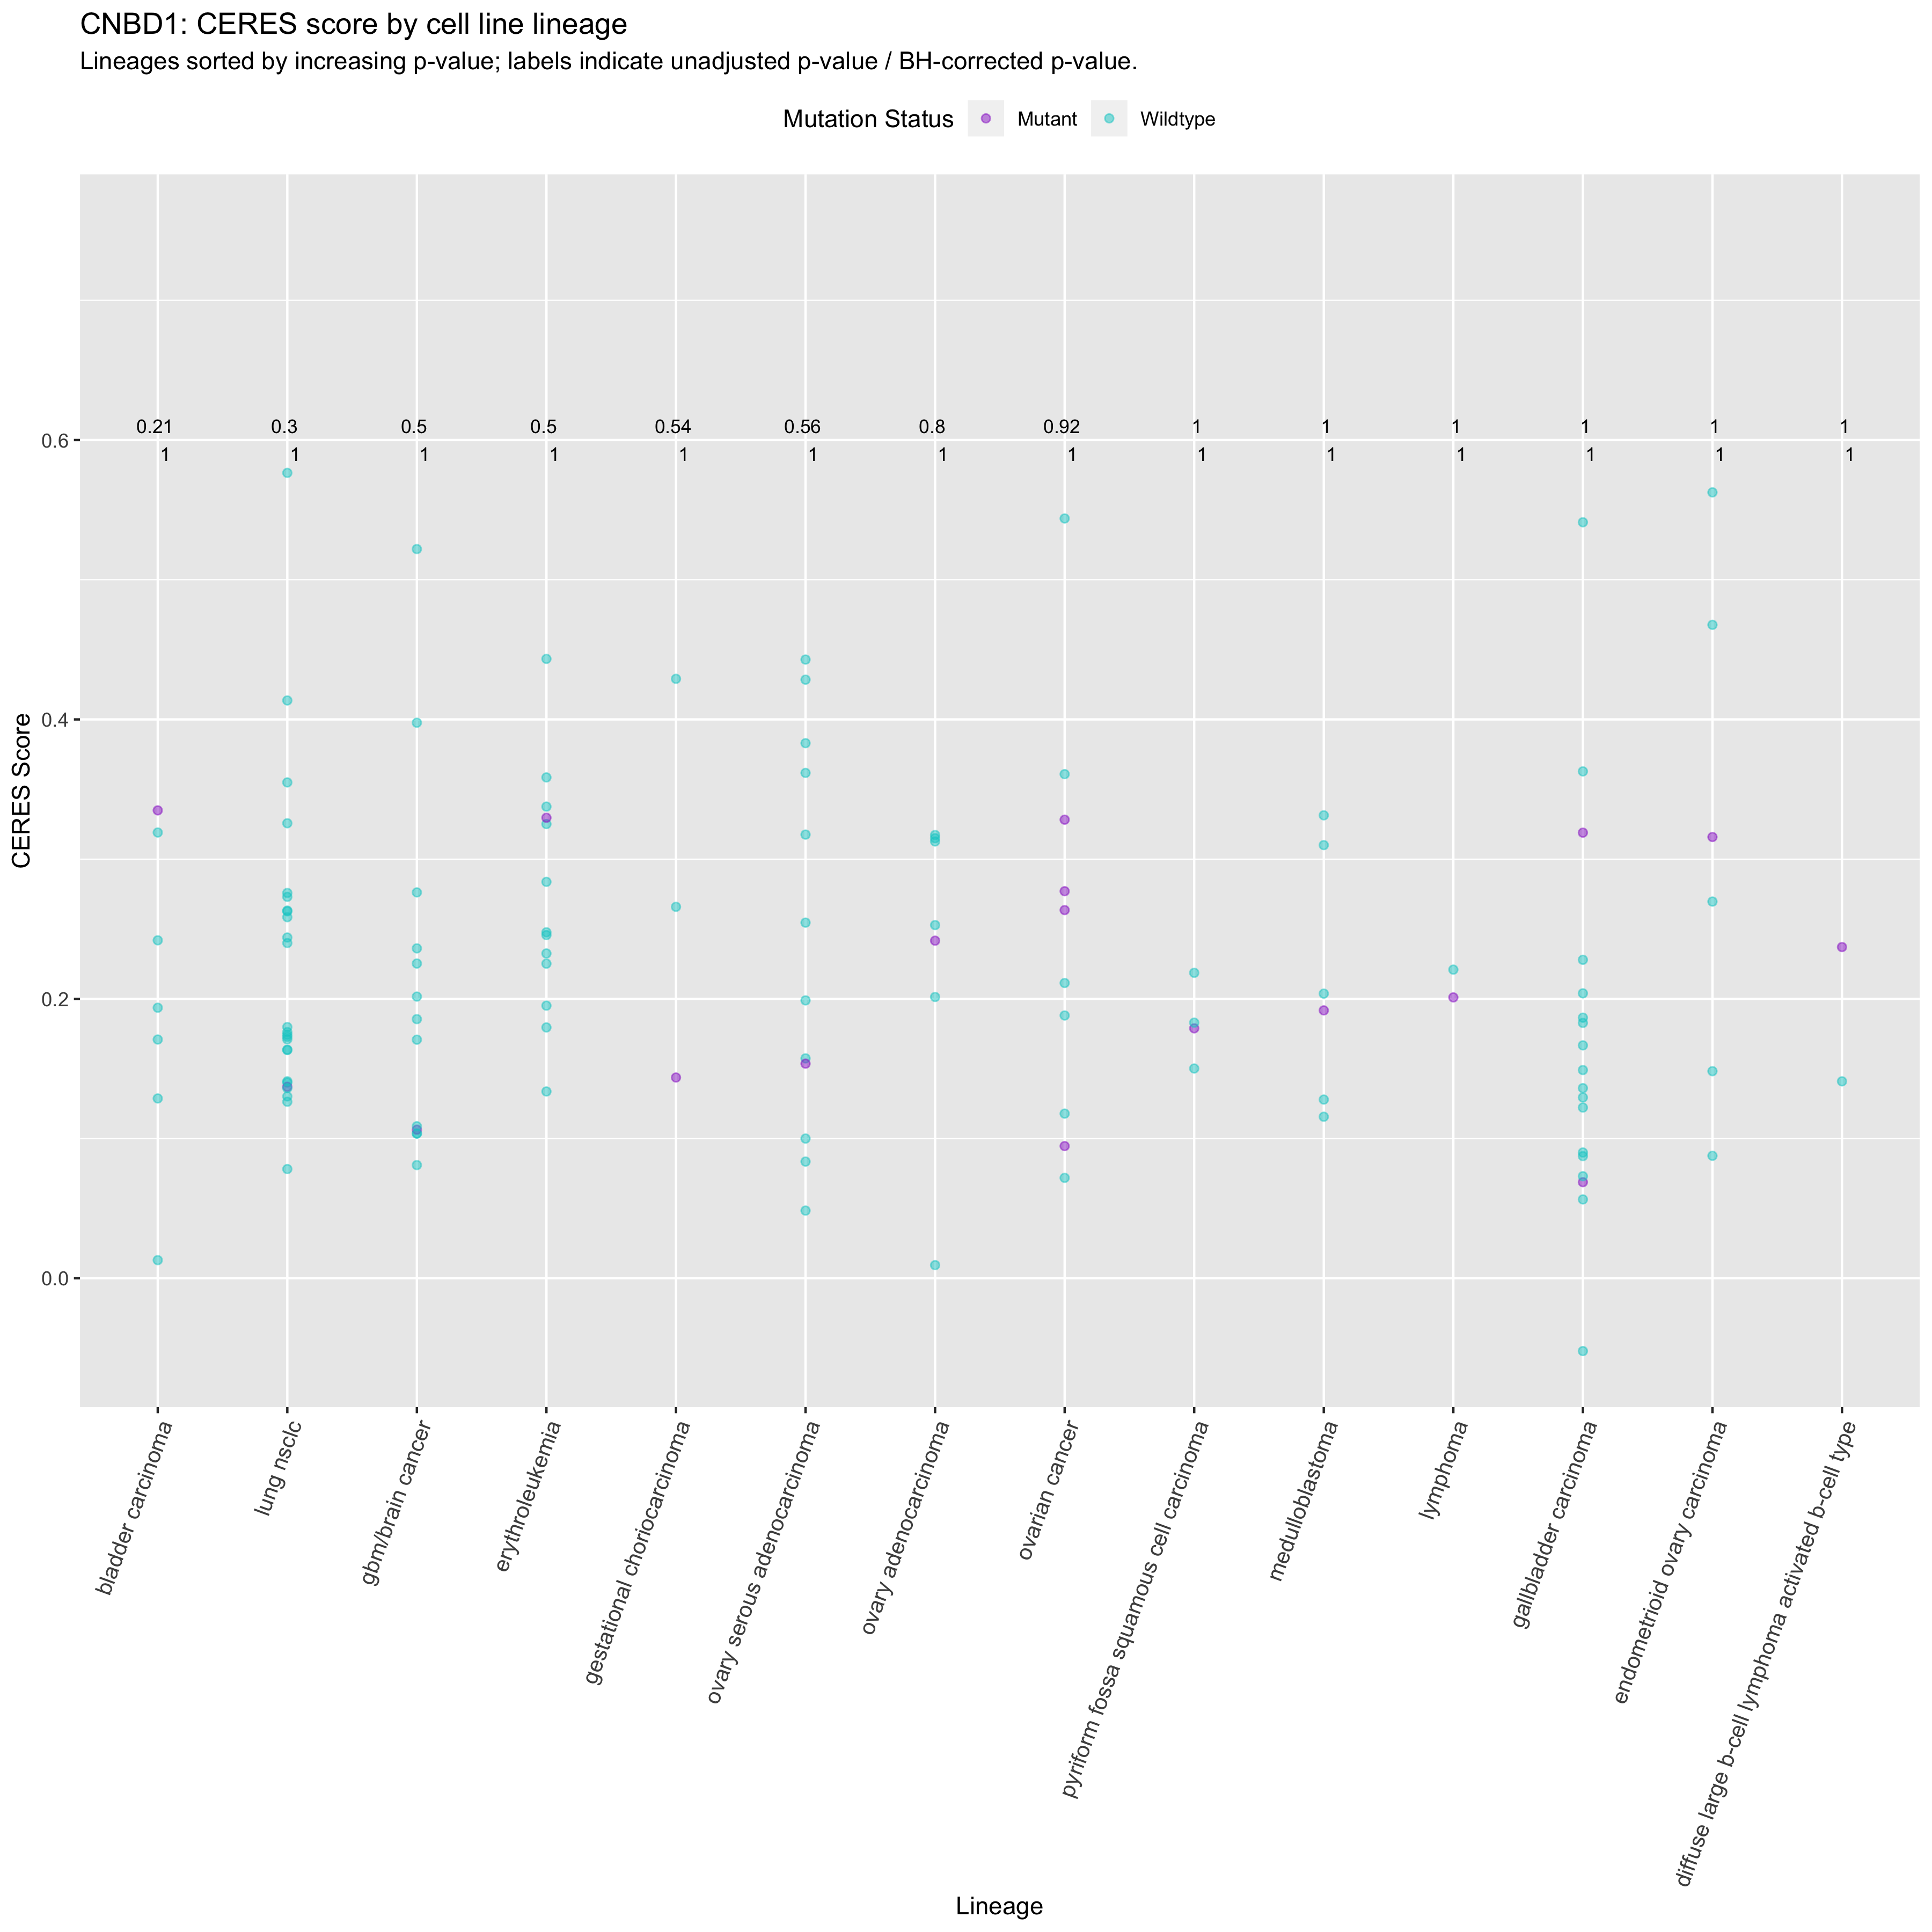 CNBD1: CERES score by cell line lineage
Lineages sorted by increasing p-value; labels indicate unadjusted p-value / BH-corrected p-value.
Mutation Status Mutant Wildtype
0.21 0.3 0.5 0.5 0.54 0.56 0.8 0.92 1 1 1 1 1 1
1 1 1 1 1 1 1 1 1 1 1 1 1 1
0.6
0.4
0.2
0.0
CERES Score
bladder carcinoma
lung nsclc
gbm/brain cancer
erythroleukemia
gestational choriocarcinoma
ovary serous adenocarcinoma
ovary adenocarcinoma
ovarian cancer
pyriform fossa squamous cell carcinoma
medulloblastoma
lymphoma
gallbladder carcinoma
endometrioid ovary carcinoma
diffuse large b-cell lymphoma activated b-cell type
Lineage